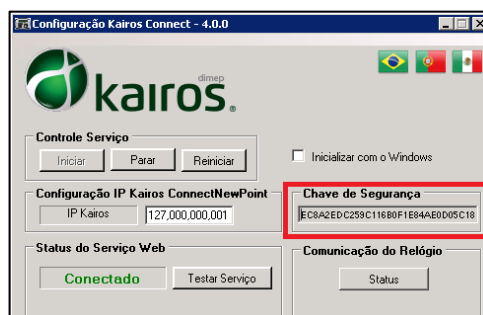 Configuração Kairos Connect - 4.0.0
dimep
kairos.
Controle Serviço
Iniciar Parar Reiniciar
Inicializar com o Windows
Configuração IP Kairos ConnectNewPoint
IP Kairos 127,000,000,001
Chave de Segurança
EC8A2EDC259C116B0F1E84AE0D05C18
Status do Serviço Web
Conectado Testar Serviço
Comunicação do Relógio
Status